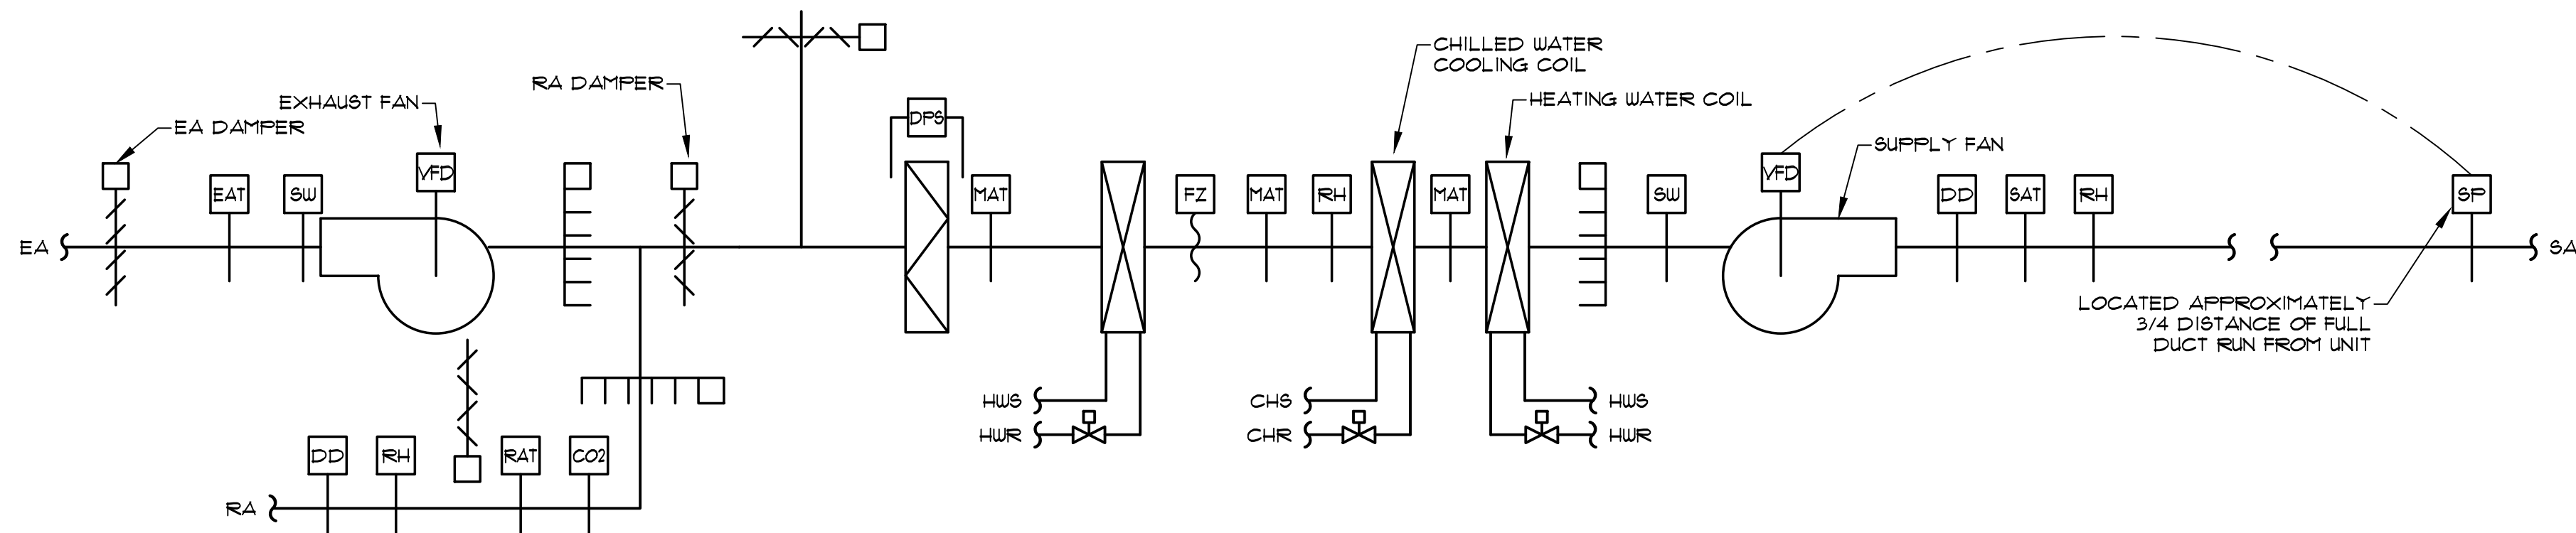 CHILLED WATER
COOLING COIL
HEATING WATER COIL
RA DAMPER
EXHAUST FAN
EA DAMPER
SUPPLY FAN
DPS
VFD
VFD
EAT
SW
MAT
FZ
MAT
RH
MAT
SW
DD
SAT
RH
SP
EA
SA
LOCATED APPROXIMATELY
3/4 DISTANCE OF FULL
DUCT RUN FROM UNIT
HWS
CHS
HWS
HWR
CHR
HWR
DD
RH
RAT
CO2
RA